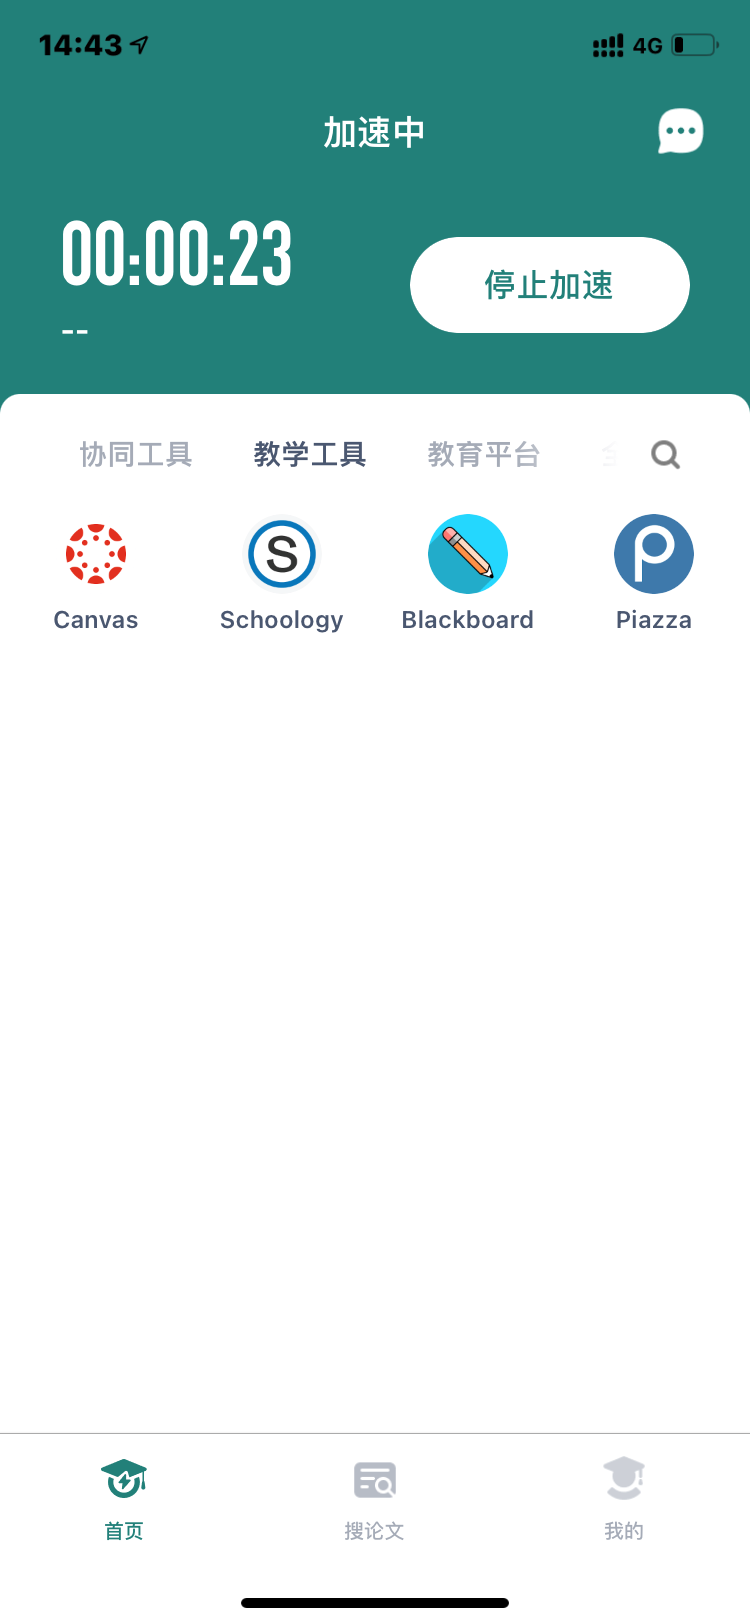 14:43
4G
加速中
00:00:23
--
停止加速
协同工具 教学工具 教育平台
Canvas Schoology Blackboard Piazza
首页 搜论文 我的